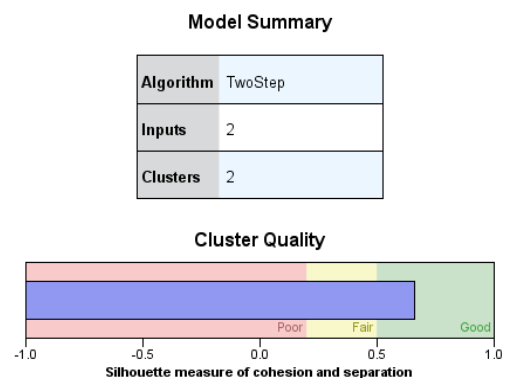 Model Summary
Algorithm TwoStep
Inputs 2
Clusters 2
Cluster Quality
Poor Fair Good
-1.0 -0.5 0.0 0.5 1.0
Silhouette measure of cohesion and separation